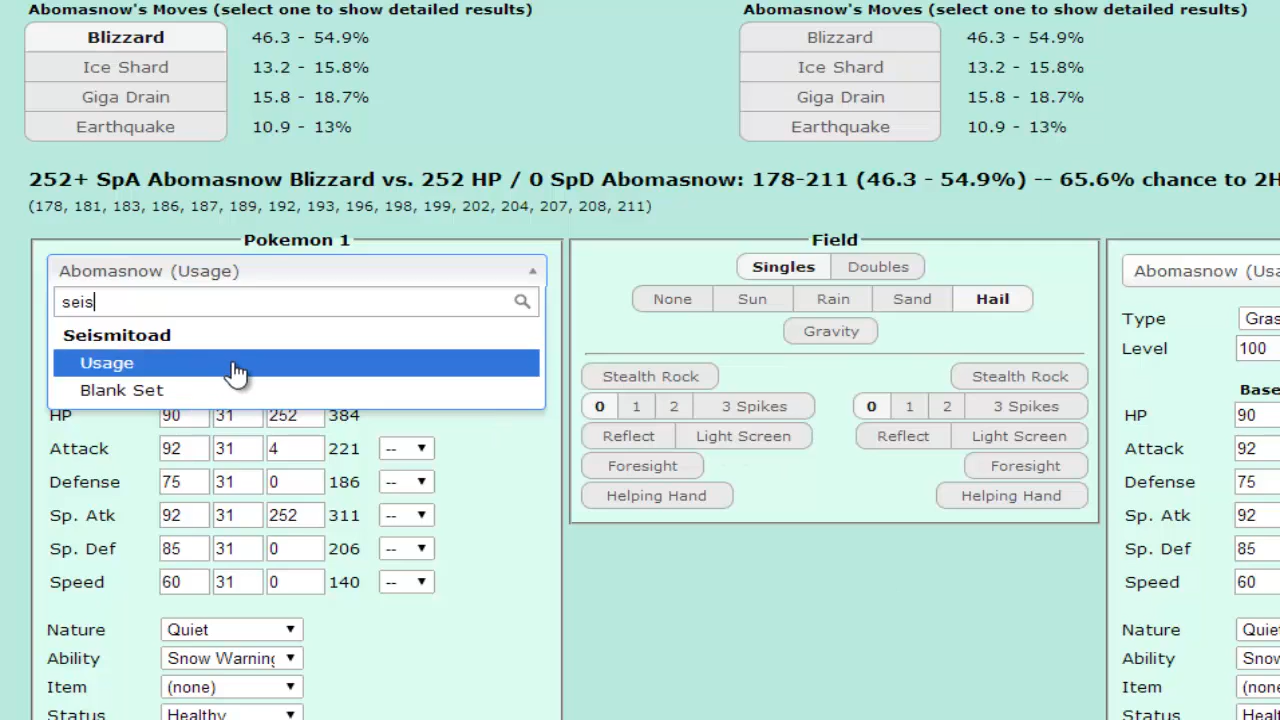 Abomasnow's Moves (select one to show detailed results)
Blizzard 46.3 - 54.9%
Ice Shard 13.2 - 15.8%
Giga Drain 15.8 - 18.7%
Earthquake 10.9 - 13%
Abomasnow's Moves (select one to show detailed results)
Blizzard 46.3 - 54.9%
Ice Shard 13.2 - 15.8%
Giga Drain 15.8 - 18.7%
Earthquake 10.9 - 13%
252+ SpA Abomasnow Blizzard vs. 252 HP / 0 SpD Abomasnow: 178-211 (46.3 - 54.9%) -- 65.6% chance to 2H
(178, 181, 183, 186, 187, 189, 192, 193, 196, 198, 199, 202, 204, 207, 208, 211)
Pokemon 1
Abomasnow (Usage)
seis
Seismitoad
Usage
Blank Set
HP 90 31 252 384
Attack 92 31 4 221 --
Defense 75 31 0 186 --
Sp. Atk 92 31 252 311 --
Sp. Def 85 31 0 206 --
Speed 60 31 0 140 --
Nature Quiet
Ability Snow Warning
Item (none)
Status Healthy
Field
Singles Doubles
None Sun Rain Sand Hail
Gravity
Stealth Rock Stealth Rock
0 1 2 3 Spikes 0 1 2 3 Spikes
Reflect Light Screen Reflect Light Screen
Foresight Foresight
Helping Hand Helping Hand
Abomasnow (Usa
Type Gras
Level 100
Base
HP 90
Attack 92
Defense 75
Sp. Atk 92
Sp. Def 85
Speed 60
Nature Quie
Ability Snow
Item (none
Status Healt